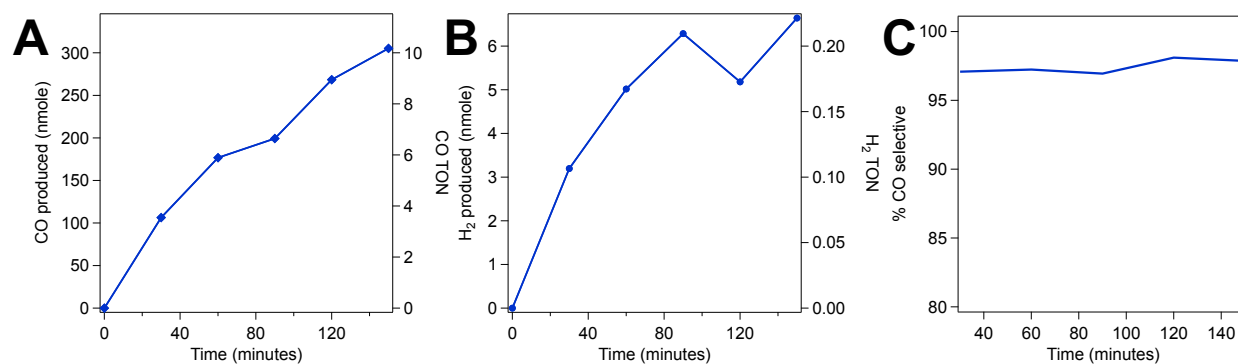 A
CO produced (nmole)
300
250
200
150
100
50
0
10
8
6
4
2
0
CO TON
0 40 80 120
Time (minutes)
B
H₂ produced (nmole)
6
5
4
3
2
1
0
0.20
0.15
0.10
0.05
0.00
H₂ TON
0 40 80 120
Time (minutes)
C
% CO selective
100
95
90
85
80
40 60 80 100 120 140
Time (minutes)